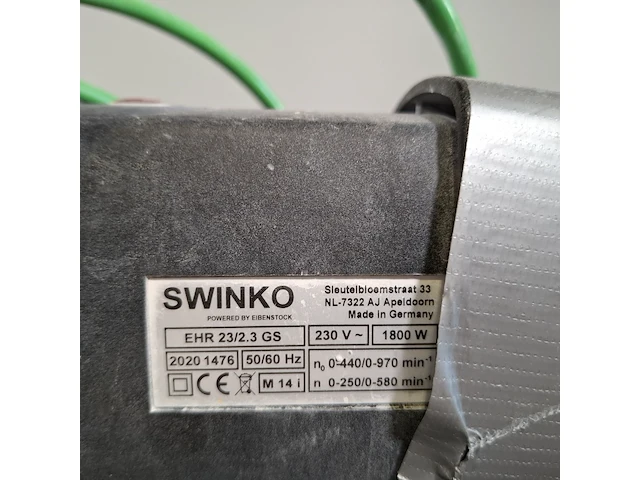 SWINKO
POWERED BY EIBENSTOCK
Sleutelbloemstraat 33
NL-7322 AJ Apeldoorn
Made in Germany
EHR 23/2.3 GS
230 V ~
1800 W
2020 1476
50/60 Hz
n₀ 0-440/0-970 min⁻¹
CE
M 14 i
n 0-250/0-580 min⁻¹